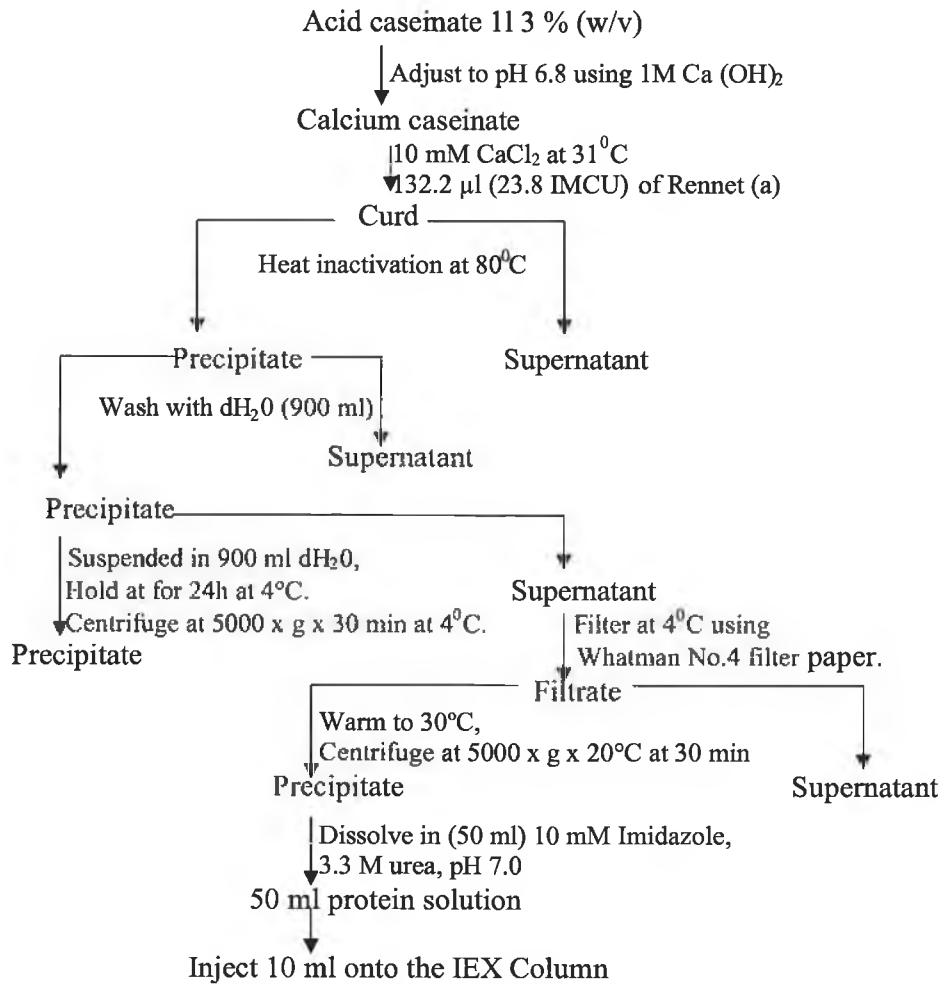 Acid caseinate 11 3 % (w/v)
Adjust to pH 6.8 using 1M Ca (OH)₂
Calcium caseinate
10 mM CaCl₂ at 31⁰C
132.2 µl (23.8 IMCU) of Rennet (a)
Curd
Heat inactivation at 80⁰C
Precipitate
Supernatant
Wash with dH₂0 (900 ml)
Supernatant
Precipitate
Suspended in 900 ml dH₂0,
Hold at for 24h at 4°C.
Centrifuge at 5000 x g x 30 min at 4⁰C.
Precipitate
Supernatant
Filter at 4⁰C using
Whatman No.4 filter paper.
Filtrate
Warm to 30°C,
Centrifuge at 5000 x g x 20°C at 30 min
Precipitate
Supernatant
Dissolve in (50 ml) 10 mM Imidazole,
3.3 M urea, pH 7.0
50 ml protein solution
Inject 10 ml onto the IEX Column